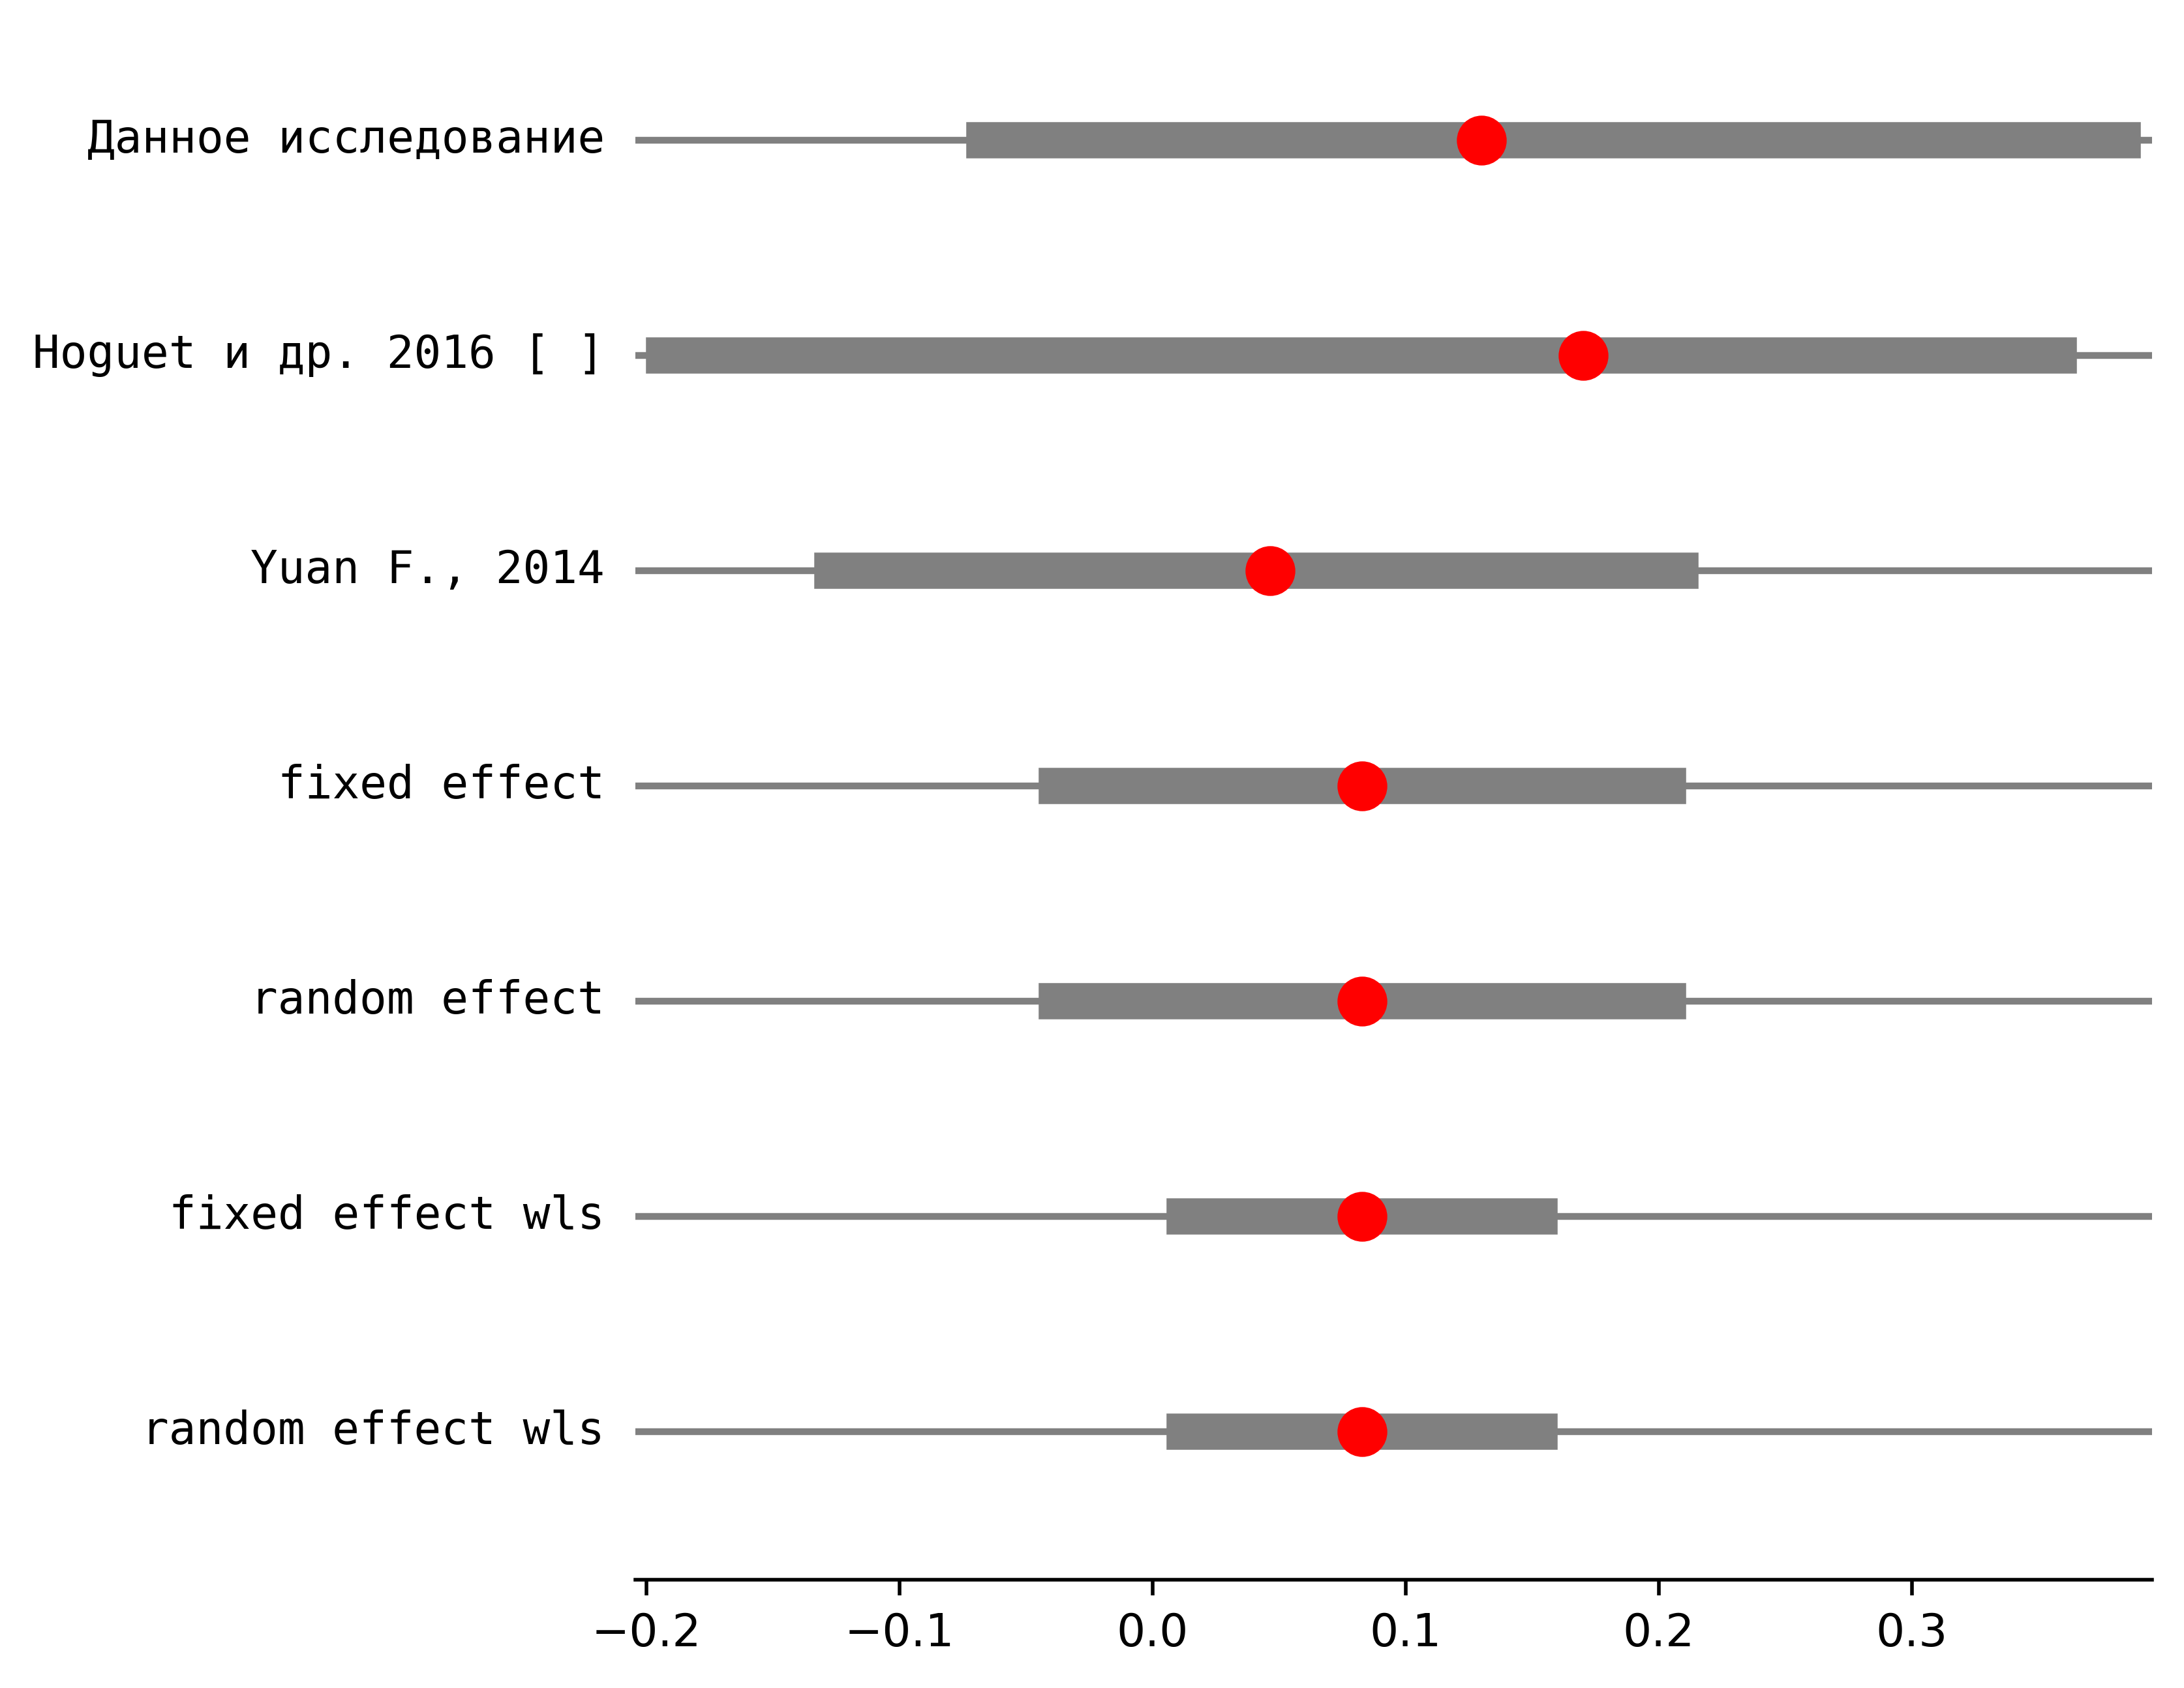 Данное исследование
Hoguet и др. 2016 [ ]
Yuan F., 2014
fixed effect
random effect
fixed effect wls
random effect wls
−0.2 −0.1 0.0 0.1 0.2 0.3